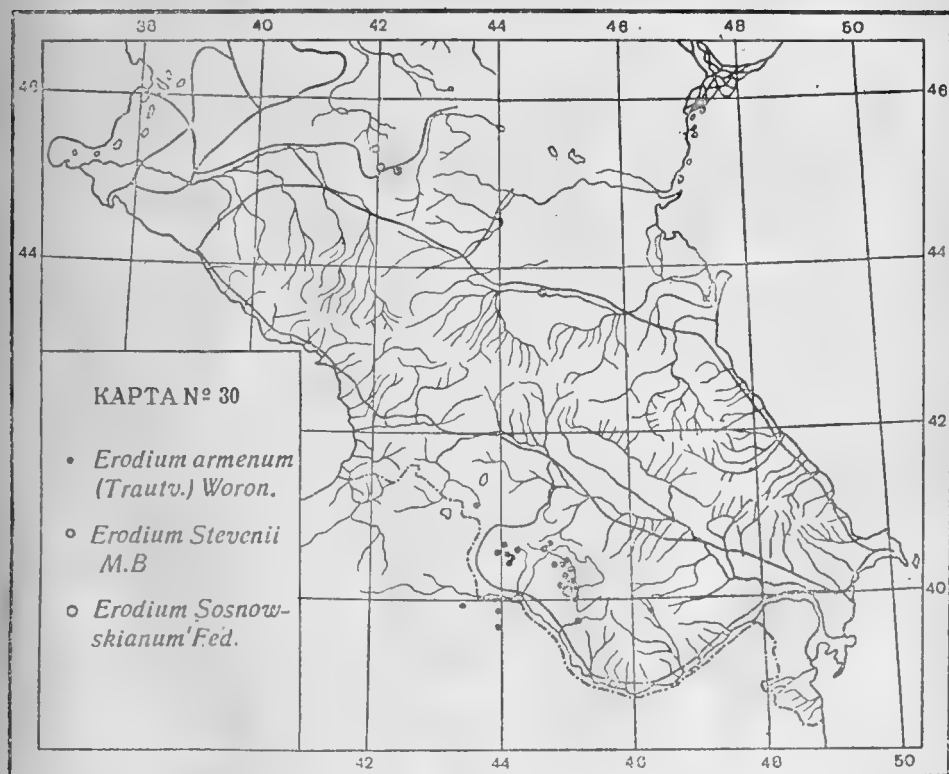 38 40 42 44 46 48 50
46 46
44 44
КАРТА № 30
42
• Erodium armenum
(Trautv.) Woron.
○ Erodium Stevenii
M.B
○ Erodium Sosnow-
skianum Fed.
40
42 44 46 48 50